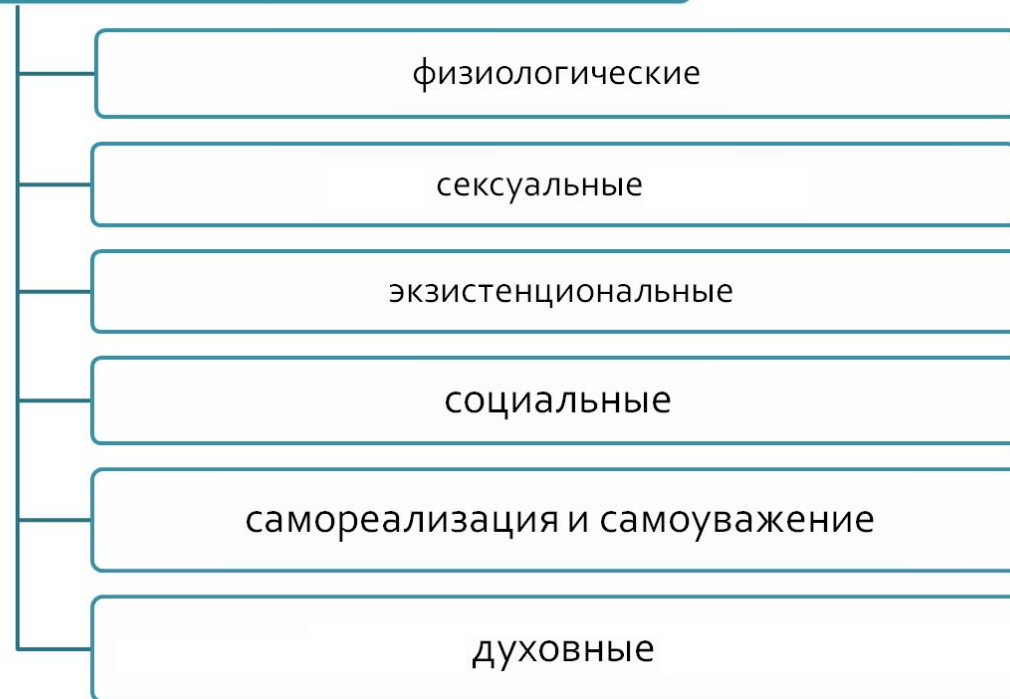 физиологические
сексуальные
экзистенциональные
социальные
самореализация и самоуважение
духовные